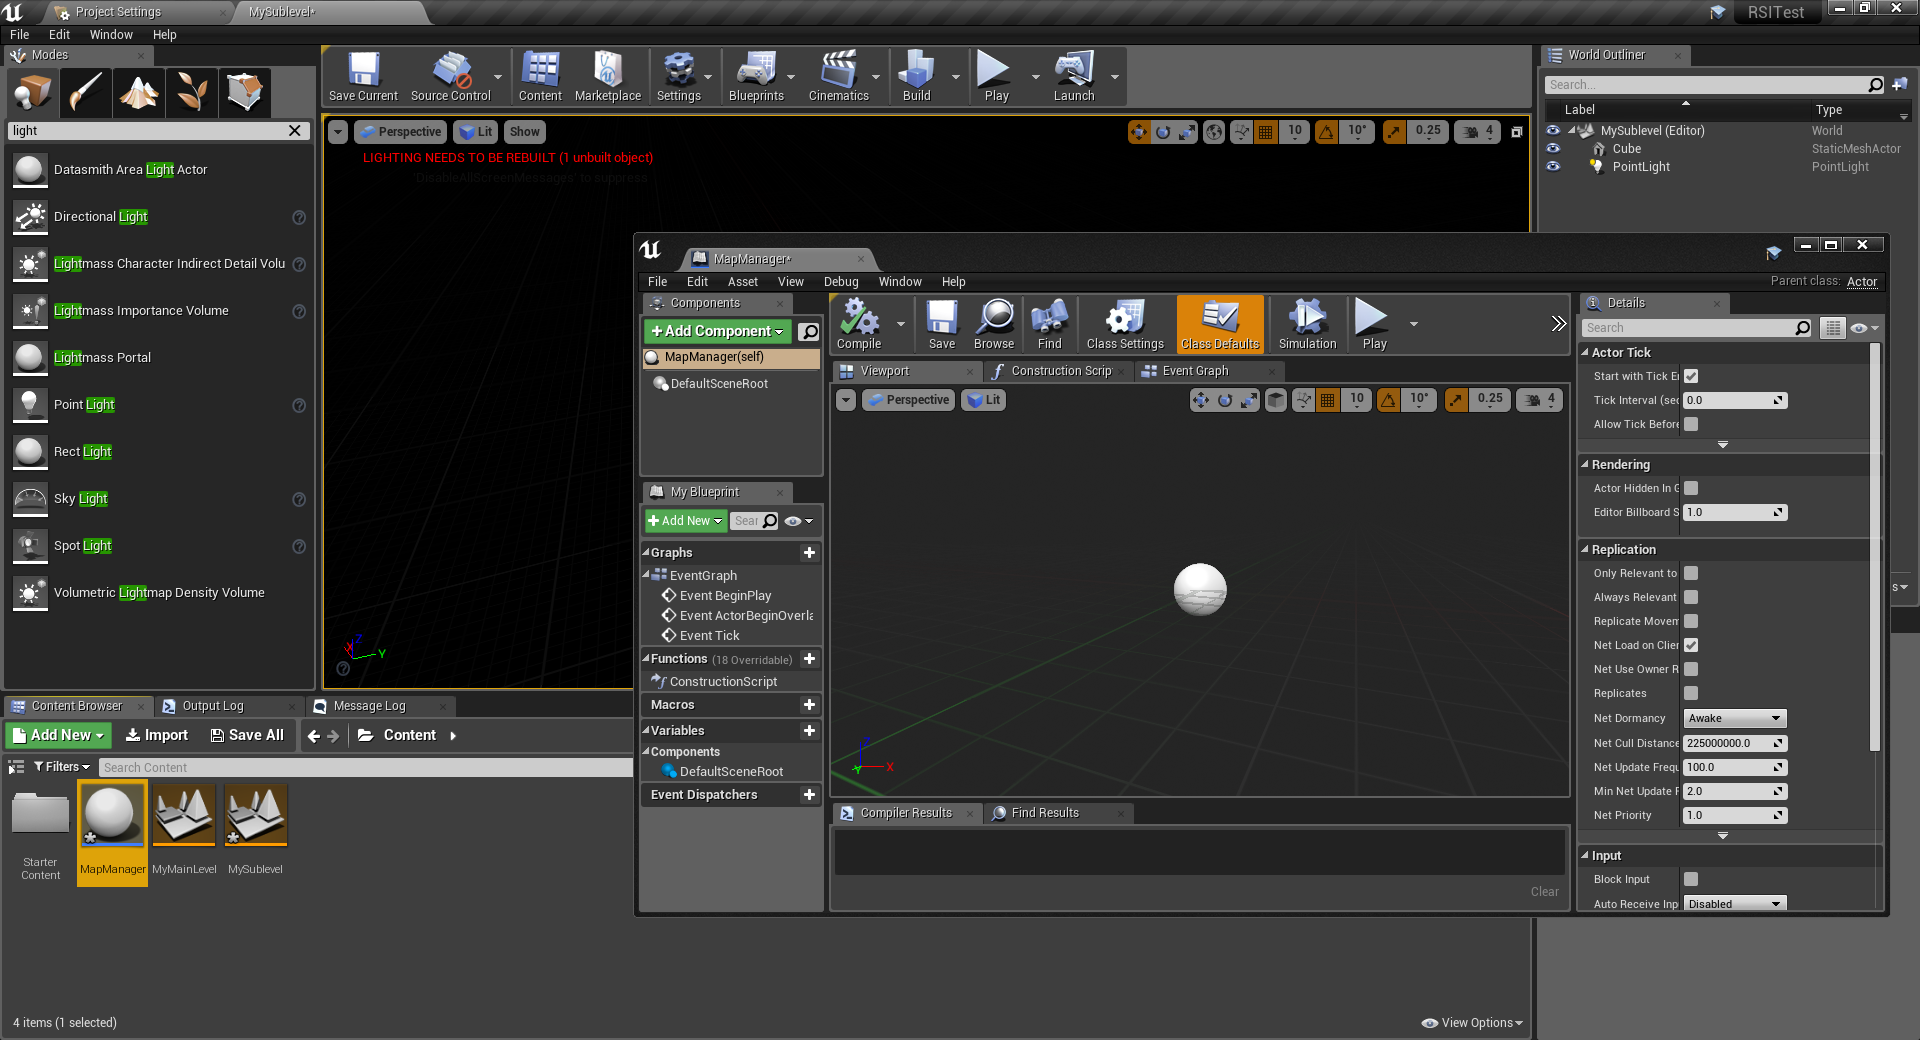 Project Settings
MySublevel*
RSITest
File Edit Window Help
Modes
light
Datasmith Area Light Actor
Directional Light
Lightmass Character Indirect Detail Volu
Lightmass Importance Volume
Lightmass Portal
Point Light
Rect Light
Sky Light
Spot Light
Volumetric Lightmap Density Volume
Save Current
Source Control
Content
Marketplace
Settings
Blueprints
Cinematics
Build
Play
Launch
Perspective
Lit
Show
10
10°
0.25
4
LIGHTING NEEDS TO BE REBUILT (1 unbuilt object)
'DisableAllScreenMessages' to suppress
X
Z
Y
World Outliner
Search...
Label
Type
MySublevel (Editor) World
Cube StaticMeshActor
PointLight PointLight
s
MapManager*
File Edit Asset View Debug Window Help
Parent class: Actor
Components
Add Component
MapManager(self)
DefaultSceneRoot
My Blueprint
Add New
Sear
Graphs
EventGraph
Event BeginPlay
Event ActorBeginOverla
Event Tick
Functions (18 Overridable)
ConstructionScript
Macros
Variables
Components
DefaultSceneRoot
Event Dispatchers
Compile
Save
Browse
Find
Class Settings
Class Defaults
Simulation
Play
Viewport
Construction Scrip
Event Graph
Perspective
Lit
10
10°
0.25
4
Z
Y
X
Compiler Results
Find Results
Clear
Details
Search
Actor Tick
Start with Tick E
Tick Interval (sec 0.0
Allow Tick Before
Rendering
Actor Hidden In G
Editor Billboard S 1.0
Replication
Only Relevant to
Always Relevant
Replicate Movem
Net Load on Clien
Net Use Owner R
Replicates
Net Dormancy Awake
Net Cull Distance 225000000.0
Net Update Frequ 100.0
Min Net Update F 2.0
Net Priority 1.0
Input
Block Input
Auto Receive Inp Disabled
Content Browser
Output Log
Message Log
Add New
Import
Save All
Content
Filters
Search Content
Starter Content
MapManager
MyMainLevel
MySublevel
4 items (1 selected)
View Options